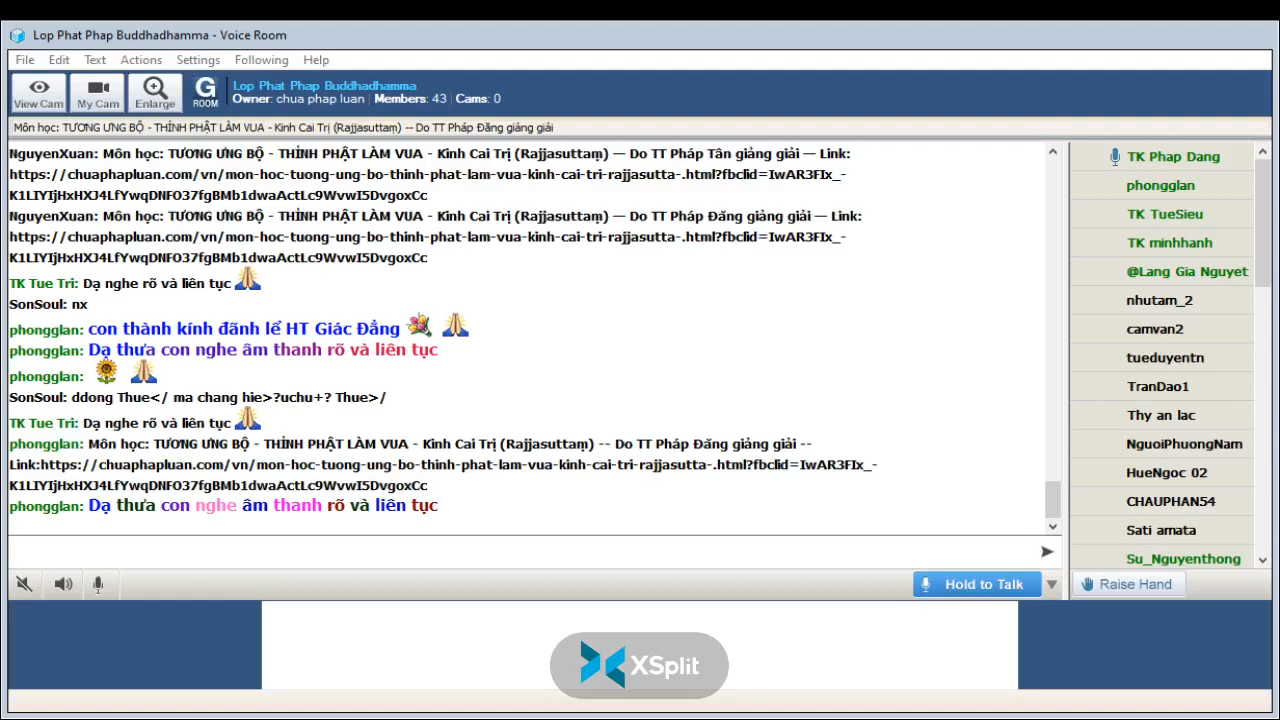 Lop Phat Phap Buddhadhamma - Voice Room
File Edit Text Actions Settings Following Help
View Cam My Cam Enlarge G ROOM
Lop Phat Phap Buddhadhamma
Owner: chua phap luan | Members: 43 | Cams: 0
Môn học: TƯƠNG ƯNG BỘ - THỈNH PHẬT LÀM VUA - Kinh Cai Trị (Rajjasuttaṃ) -- Do TT Pháp Đăng giảng giải
NguyenXuan: Môn học: TƯƠNG ƯNG BỘ - THỈNH PHẬT LÀM VUA - Kinh Cai Trị (Rajjasuttaṃ) — Do TT Pháp Tân giảng giải — Link:
https://chuaphapluan.com/vn/mon-hoc-tuong-ung-bo-thinh-phat-lam-vua-kinh-cai-tri-rajjasutta-.html?fbclid=IwAR3FIx_-
K1LIYIjHxHXJ4LfYwqDNFO37fgBMb1dwaActLc9WvwI5DvgoxCc
NguyenXuan: Môn học: TƯƠNG ƯNG BỘ - THỈNH PHẬT LÀM VUA - Kinh Cai Trị (Rajjasuttaṃ) — Do TT Pháp Đăng giảng giải — Link:
https://chuaphapluan.com/vn/mon-hoc-tuong-ung-bo-thinh-phat-lam-vua-kinh-cai-tri-rajjasutta-.html?fbclid=IwAR3FIx_-
K1LIYIjHxHXJ4LfYwqDNFO37fgBMb1dwaActLc9WvwI5DvgoxCc
TK Tue Tri: Dạ nghe rõ và liên tục
SonSoul: nx
phongglan: con thành kính đãnh lể HT Giác Đẳng
phongglan: Dạ thưa con nghe âm thanh rõ và liên tục
phongglan:
SonSoul: ddong Thue</ ma chang hie>?uchu+? Thue>/
TK Tue Tri: Dạ nghe rõ và liên tục
phongglan: Môn học: TƯƠNG ƯNG BỘ - THỈNH PHẬT LÀM VUA - Kinh Cai Trị (Rajjasuttaṃ) -- Do TT Pháp Đăng giảng giải --
Link:https://chuaphapluan.com/vn/mon-hoc-tuong-ung-bo-thinh-phat-lam-vua-kinh-cai-tri-rajjasutta-.html?fbclid=IwAR3FIx_-
K1LIYIjHxHXJ4LfYwqDNFO37fgBMb1dwaActLc9WvwI5DvgoxCc
phongglan: Dạ thưa con nghe âm thanh rõ và liên tục
TK Phap Dang
phongglan
TK TueSieu
TK minhhanh
@Lang Gia Nguyet
nhutam_2
camvan2
tueduyentn
TranDao1
Thy an lac
NguoiPhuongNam
HueNgoc 02
CHAUPHAN54
Sati amata
Su_Nguyenthong
Hold to Talk
Raise Hand
XSplit